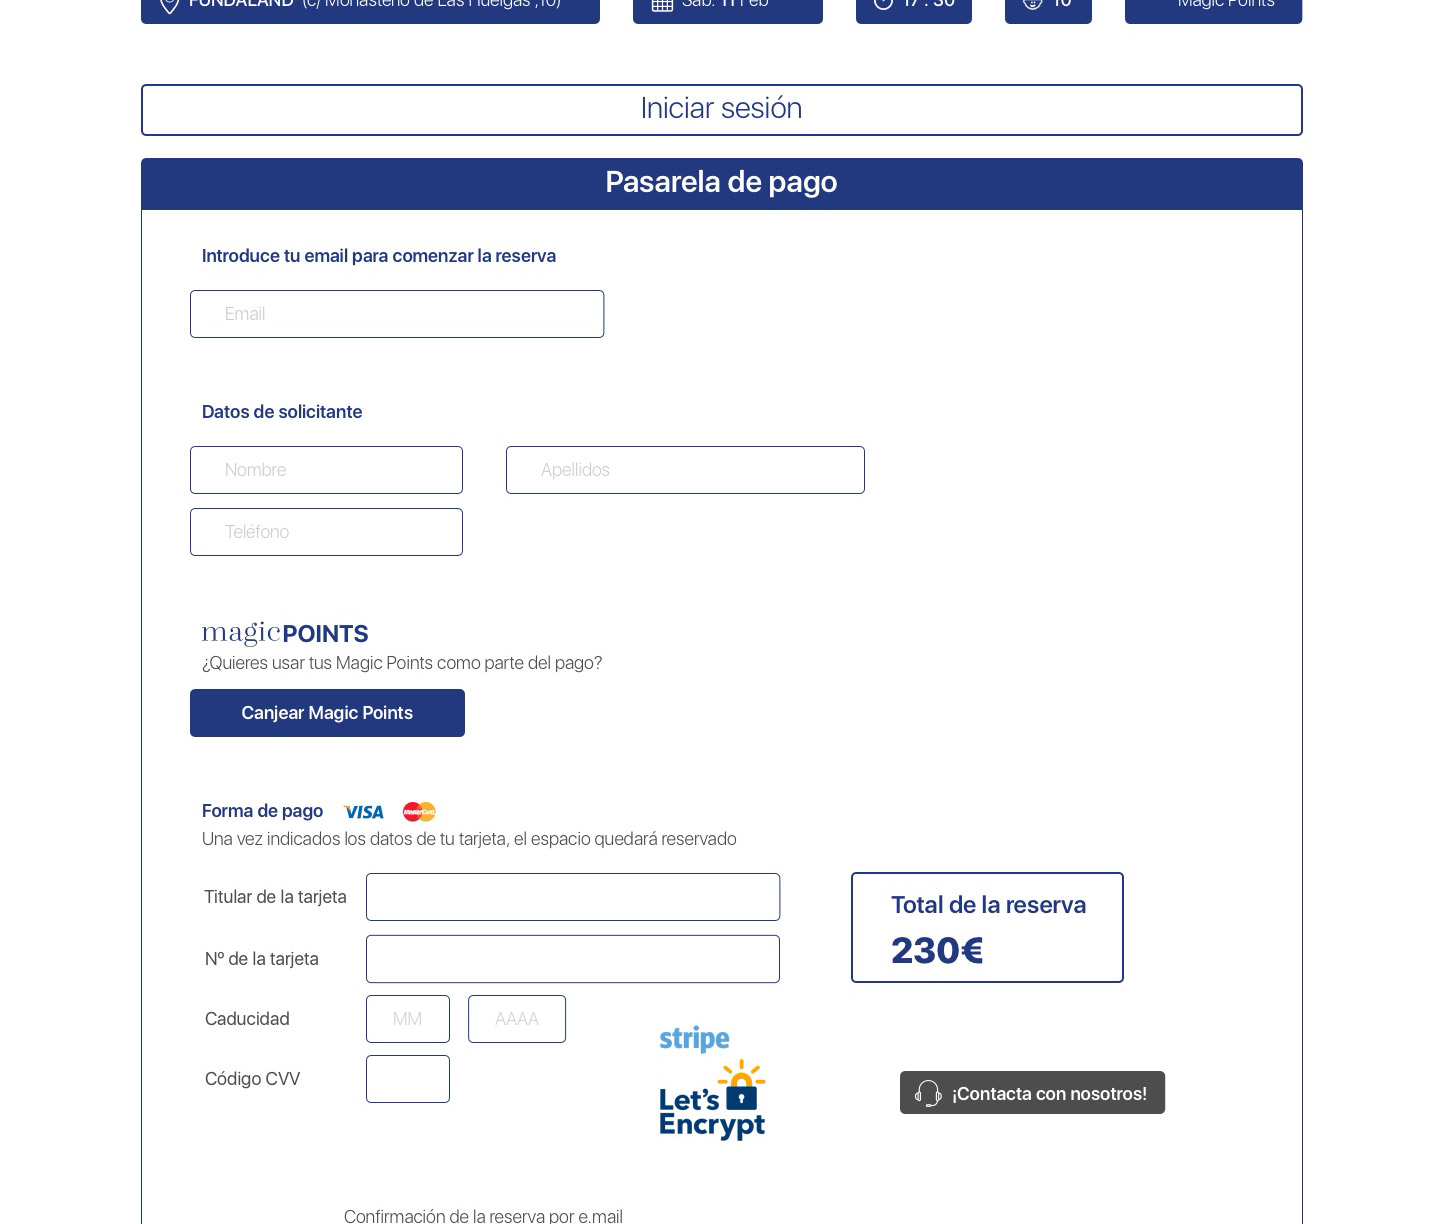 FUNDALAND (c/ Monasterio de Las Huelgas ,10)
Sáb. 11 Feb
17 : 30
10
Magic Points
Iniciar sesión
Pasarela de pago
Introduce tu email para comenzar la reserva
Email
Datos de solicitante
Nombre
Apellidos
Teléfono
magicPOINTS
¿Quieres usar tus Magic Points como parte del pago?
Canjear Magic Points
Forma de pago VISA MasterCard
Una vez indicados los datos de tu tarjeta, el espacio quedará reservado
Titular de la tarjeta
Nº de la tarjeta
Caducidad
MM
AAAA
Código CVV
Total de la reserva
230€
stripe
Let's
Encrypt
¡Contacta con nosotros!
Confirmación de la reserva por e.mail